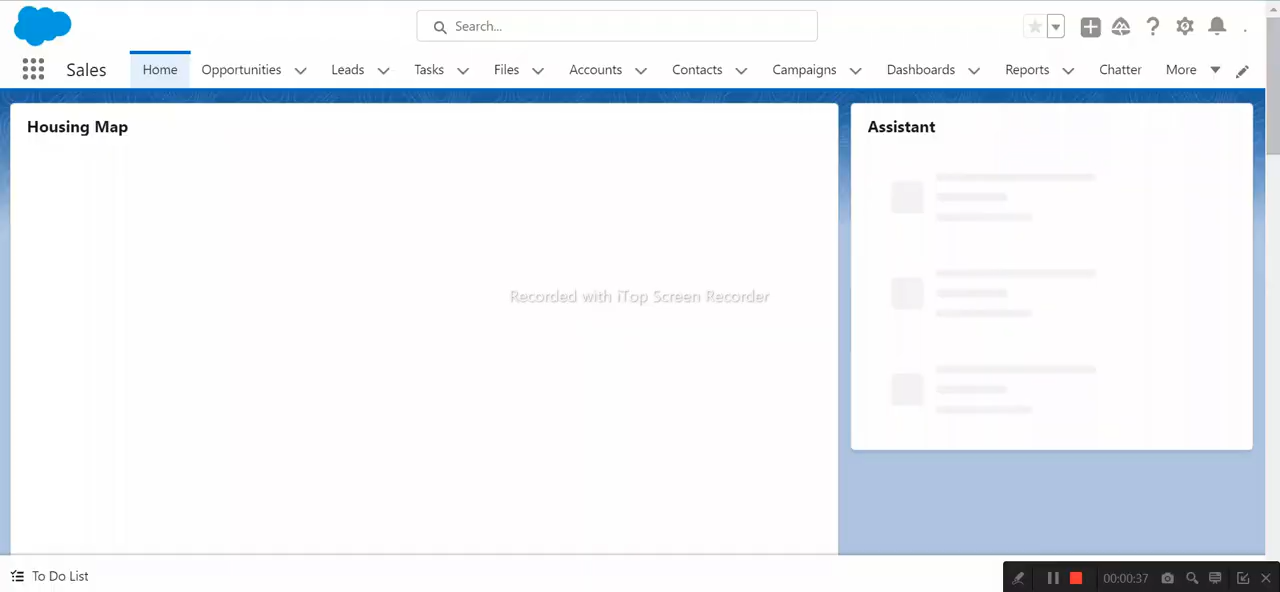 Search...
Sales
Home
Opportunities
Leads
Tasks
Files
Accounts
Contacts
Campaigns
Dashboards
Reports
Chatter
More
Housing Map
Assistant
Recorded with iTop Screen Recorder
To Do List
00:00:37